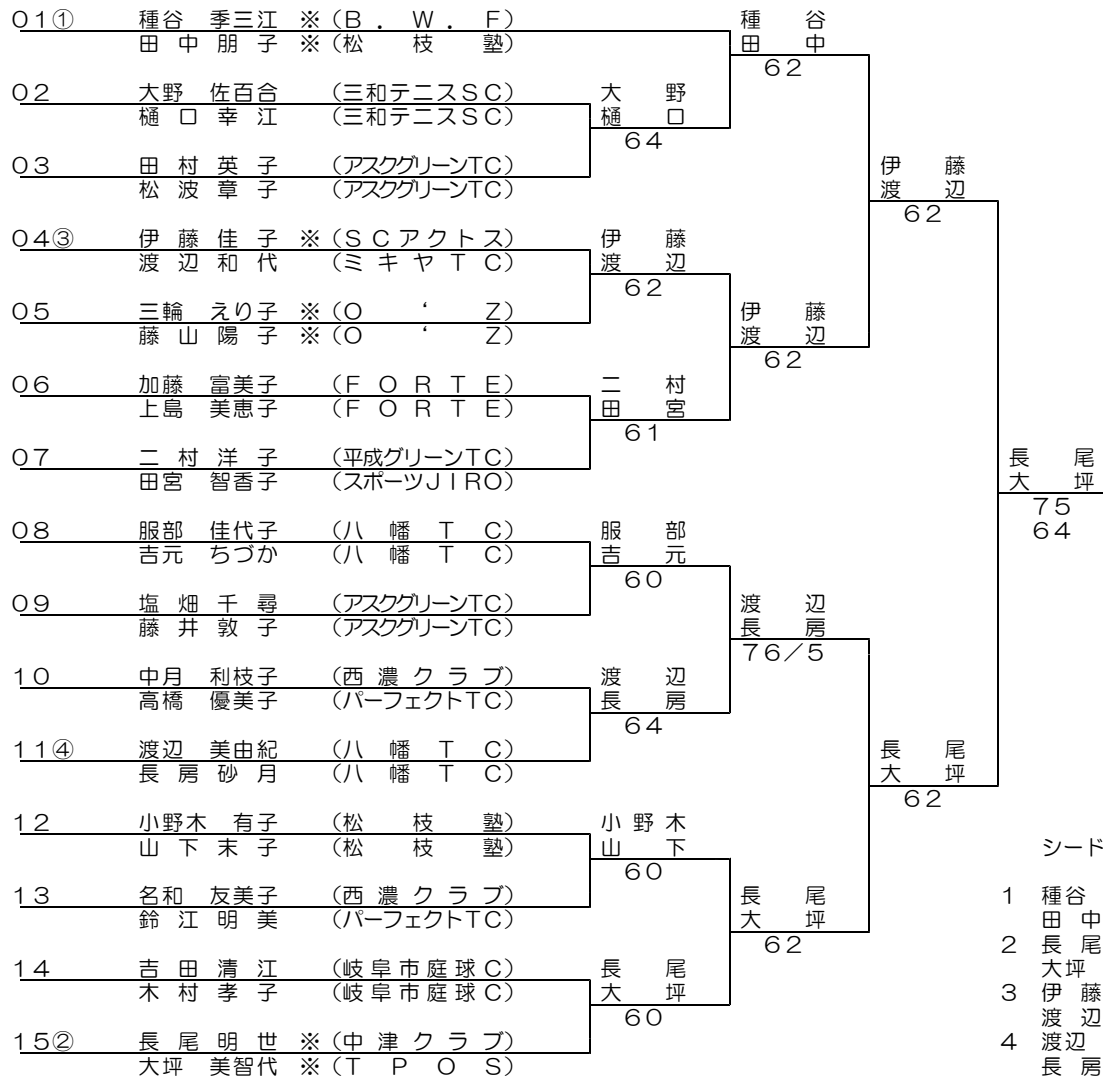 01① 種谷 季三江 ※ (B.W.F) 種谷
田中朋子 ※ (松枝塾) 田中
62
02 大野 佐百合 (三和テニスSC) 大野
樋口幸江 (三和テニスSC) 樋口
64
03 田村英子 (アスクグリーンTC) 伊藤
松波章子 (アスクグリーンTC) 渡辺
62
04③ 伊藤佳子 ※ (SCアクトス) 伊藤
渡辺和代 (ミキヤTC) 渡辺
62
05 三輪 えり子 ※ (O‘Z) 伊藤
藤山陽子 ※ (O‘Z) 渡辺
62
06 加藤 富美子 (FORTE) 二村
上島 美恵子 (FORTE) 田宮
61
07 二村洋子 (平成グリーンTC) 長尾
田宮 智香子 (スポーツJIRO) 大坪
75
08 服部 佳代子 (八幡TC) 服部 64
吉元 ちづか (八幡TC) 吉元
60
09 塩畑千尋 (アスクグリーンTC) 渡辺
藤井敦子 (アスクグリーンTC) 長房
76/5
10 中月 利枝子 (西濃クラブ) 渡辺
高橋 優美子 (パーフェクトTC) 長房
64
11④ 渡辺 美由紀 (八幡TC) 長尾
長房砂月 (八幡TC) 大坪
62
12 小野木 有子 (松枝塾) 小野木
山下末子 (松枝塾) 山下 シード
60
13 名和 友美子 (西濃クラブ) 長尾 1 種谷
鈴江明美 (パーフェクトTC) 大坪 田中
62 2 長尾
14 吉田清江 (岐阜市庭球C) 長尾 大坪
木村孝子 (岐阜市庭球C) 大坪 3 伊藤
60 渡辺
15② 長尾明世 ※ (中津クラブ) 4 渡辺
大坪 美智代 ※ (TPOS) 長房